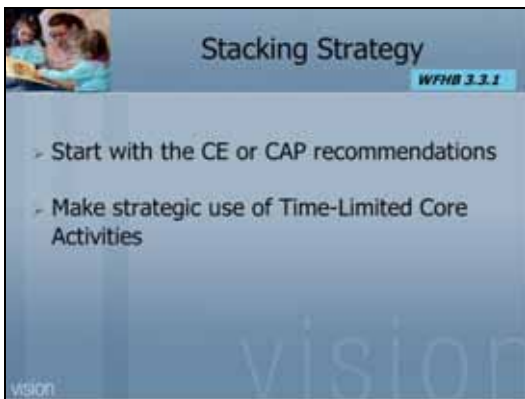 Stacking Strategy
WFHB 3.3.1
Start with the CE or CAP recommendations
Make strategic use of Time-Limited Core
Activities
vision
vision